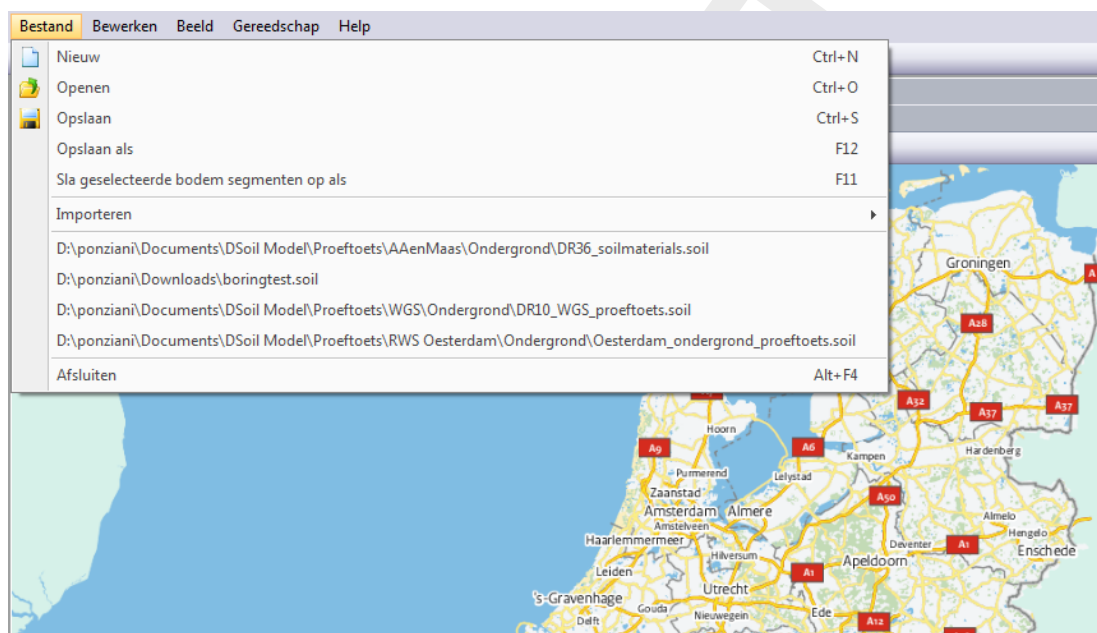 Bestand Bewerken Beeld Gereedschap Help
Nieuw Ctrl+N
Openen Ctrl+O
Opslaan Ctrl+S
Opslaan als F12
Sla geselecteerde bodem segmenten op als F11
Importeren
D:\ponziani\Documents\DSoil Model\Proeftoets\AAenMaas\Ondergrond\DR36_soilmaterials.soil
D:\ponziani\Downloads\boringtest.soil
D:\ponziani\Documents\DSoil Model\Proeftoets\WGS\Ondergrond\DR10_WGS_proeftoets.soil
D:\ponziani\Documents\DSoil Model\Proeftoets\RWS Oesterdam\Ondergrond\Oesterdam_ondergrond_proeftoets.soil
Afsluiten Alt+F4
Groningen
A28
A32
A37 A37
Hoorn
A9 A6
Kampen Hardenberg
Purmerend Lelystad
Zaanstad A50
Amsterdam Almere Almelo
Amstelveen Hengelo
Haarlemmermeer Deventer A1 Enschede
Hilversum Apeldoorn
Leiden A1
's-Gravenhage Utrecht
Gouda Nieuwegein Ede
Delft A12